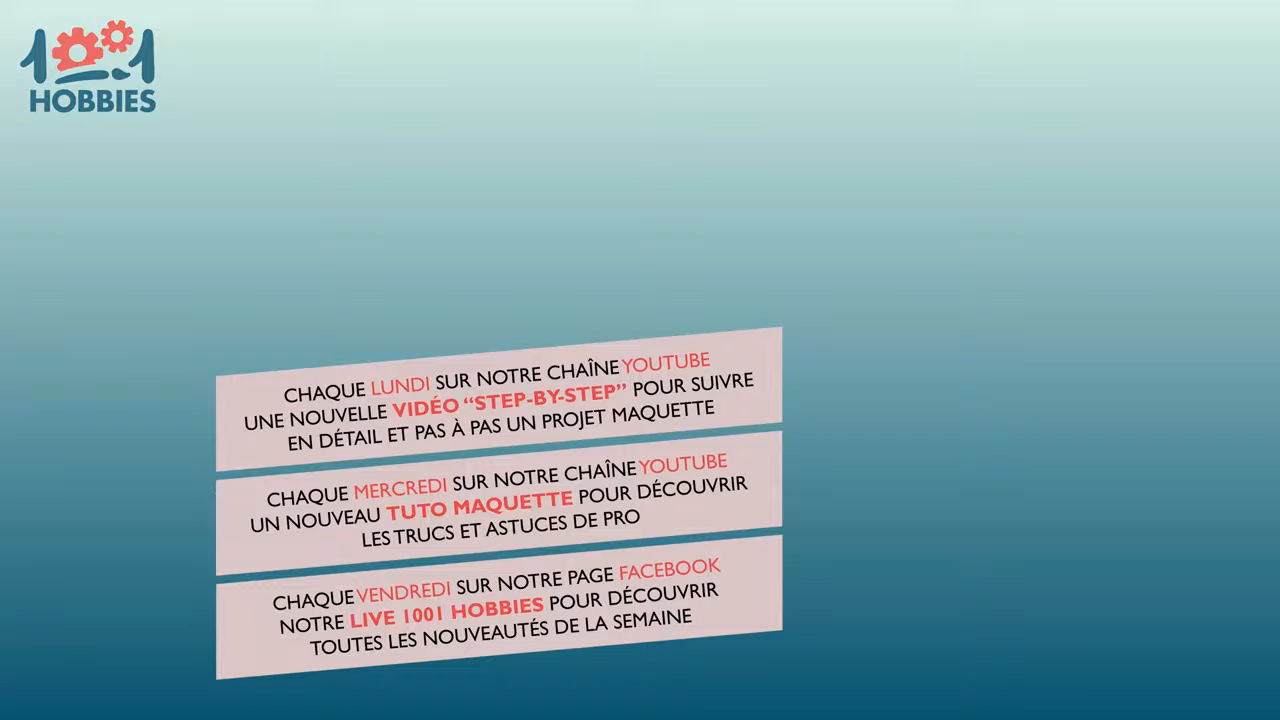 1001
HOBBIES
CHAQUE LUNDI SUR NOTRE CHAÎNE YOUTUBE
UNE NOUVELLE VIDÉO “STEP-BY-STEP” POUR SUIVRE
EN DÉTAIL ET PAS À PAS UN PROJET MAQUETTE
CHAQUE MERCREDI SUR NOTRE CHAÎNE YOUTUBE
UN NOUVEAU TUTO MAQUETTE POUR DÉCOUVRIR
LES TRUCS ET ASTUCES DE PRO
CHAQUE VENDREDI SUR NOTRE PAGE FACEBOOK
NOTRE LIVE 1001 HOBBIES POUR DÉCOUVRIR
TOUTES LES NOUVEAUTÉS DE LA SEMAINE